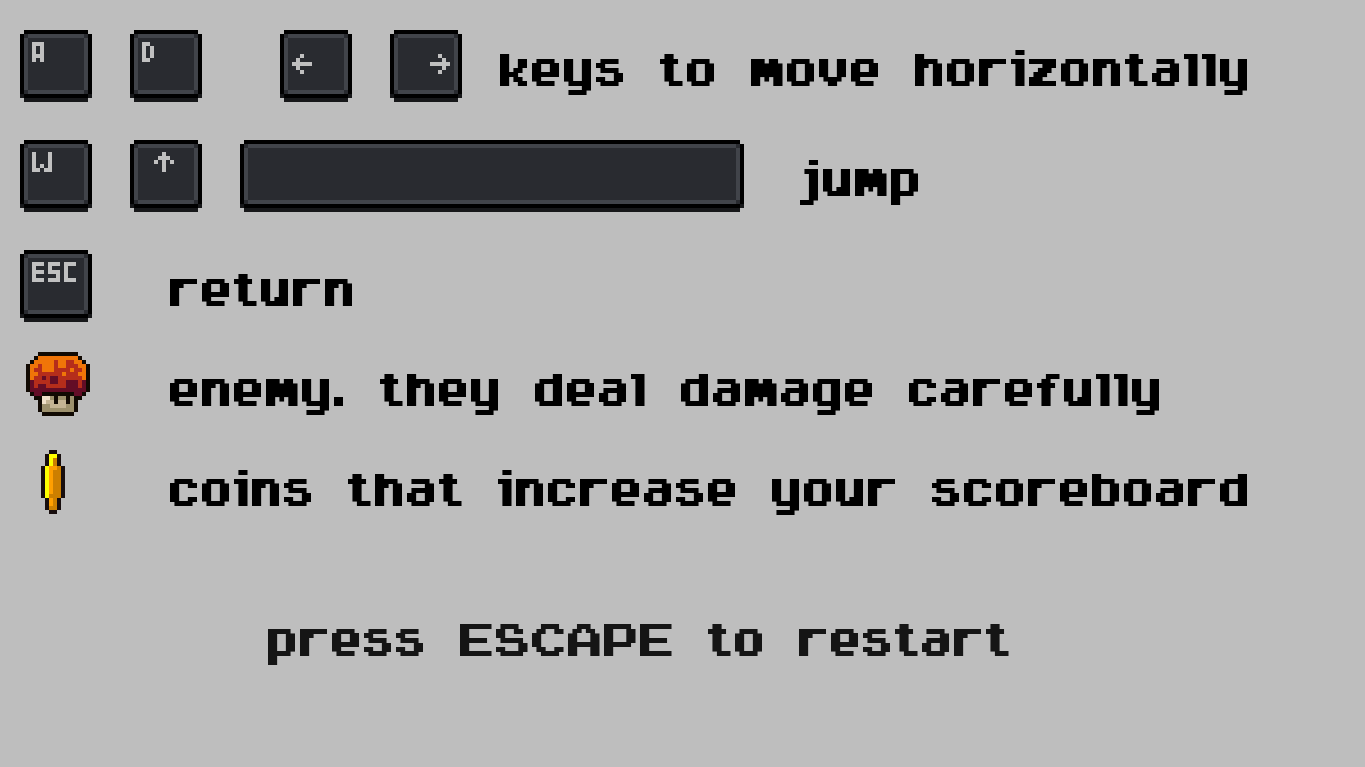 A D ← → keys to move horizontally
W ↑ jump
ESC return
enemy. they deal damage carefully
coins that increase your scoreboard
press ESCAPE to restart